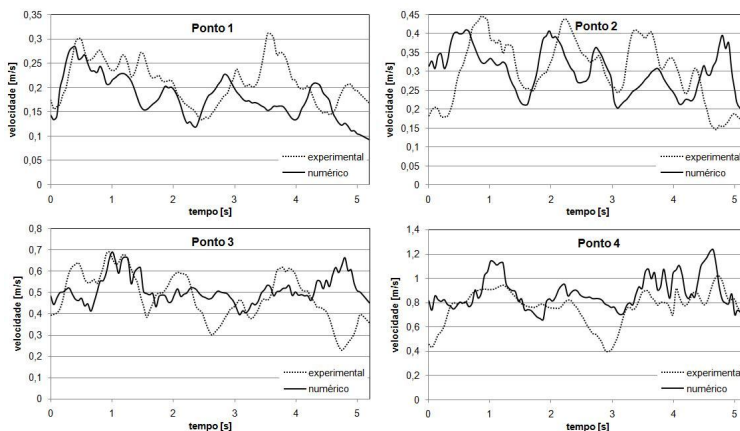 Ponto 1
velocidade [m/s]
0,35
0,3
0,25
0,2
0,15
0,1
0,05
0
0 1 2 3 4 5
tempo [s]
experimental
numérico
Ponto 2
velocidade [m/s]
0,45
0,4
0,35
0,3
0,25
0,2
0,15
0,1
0,05
0
0 1 2 3 4 5
tempo [s]
experimental
numérico
Ponto 3
velocidade [m/s]
0,8
0,7
0,6
0,5
0,4
0,3
0,2
0,1
0
0 1 2 3 4 5
tempo [s]
experimental
numérico
Ponto 4
velocidade [m/s]
1,4
1,2
1
0,8
0,6
0,4
0,2
0
0 1 2 3 4 5
tempo [s]
experimental
numérico